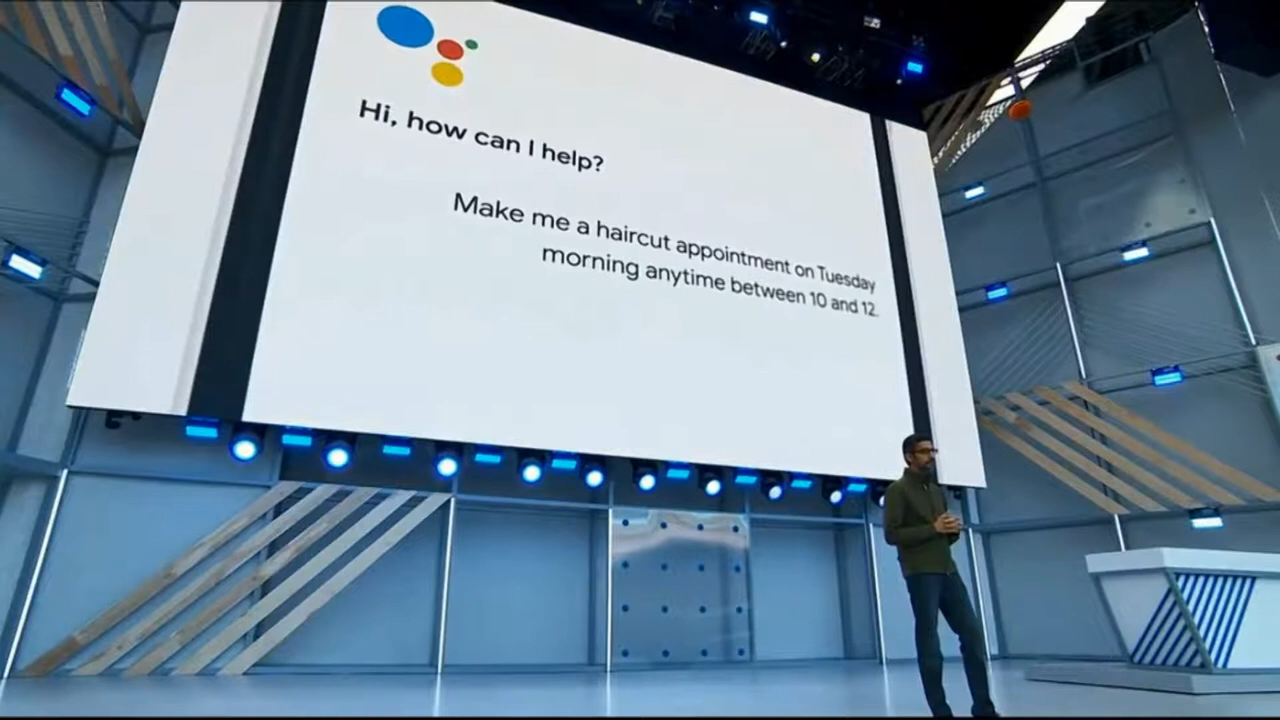 Hi, how can I help?
Make me a haircut appointment on Tuesday
morning anytime between 10 and 12.